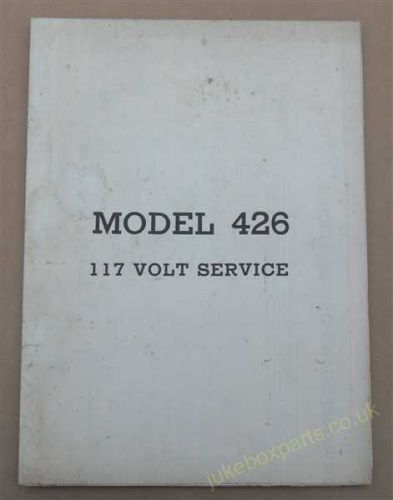 MODEL 426
117 VOLT SERVICE
jukeboxparts.co.uk